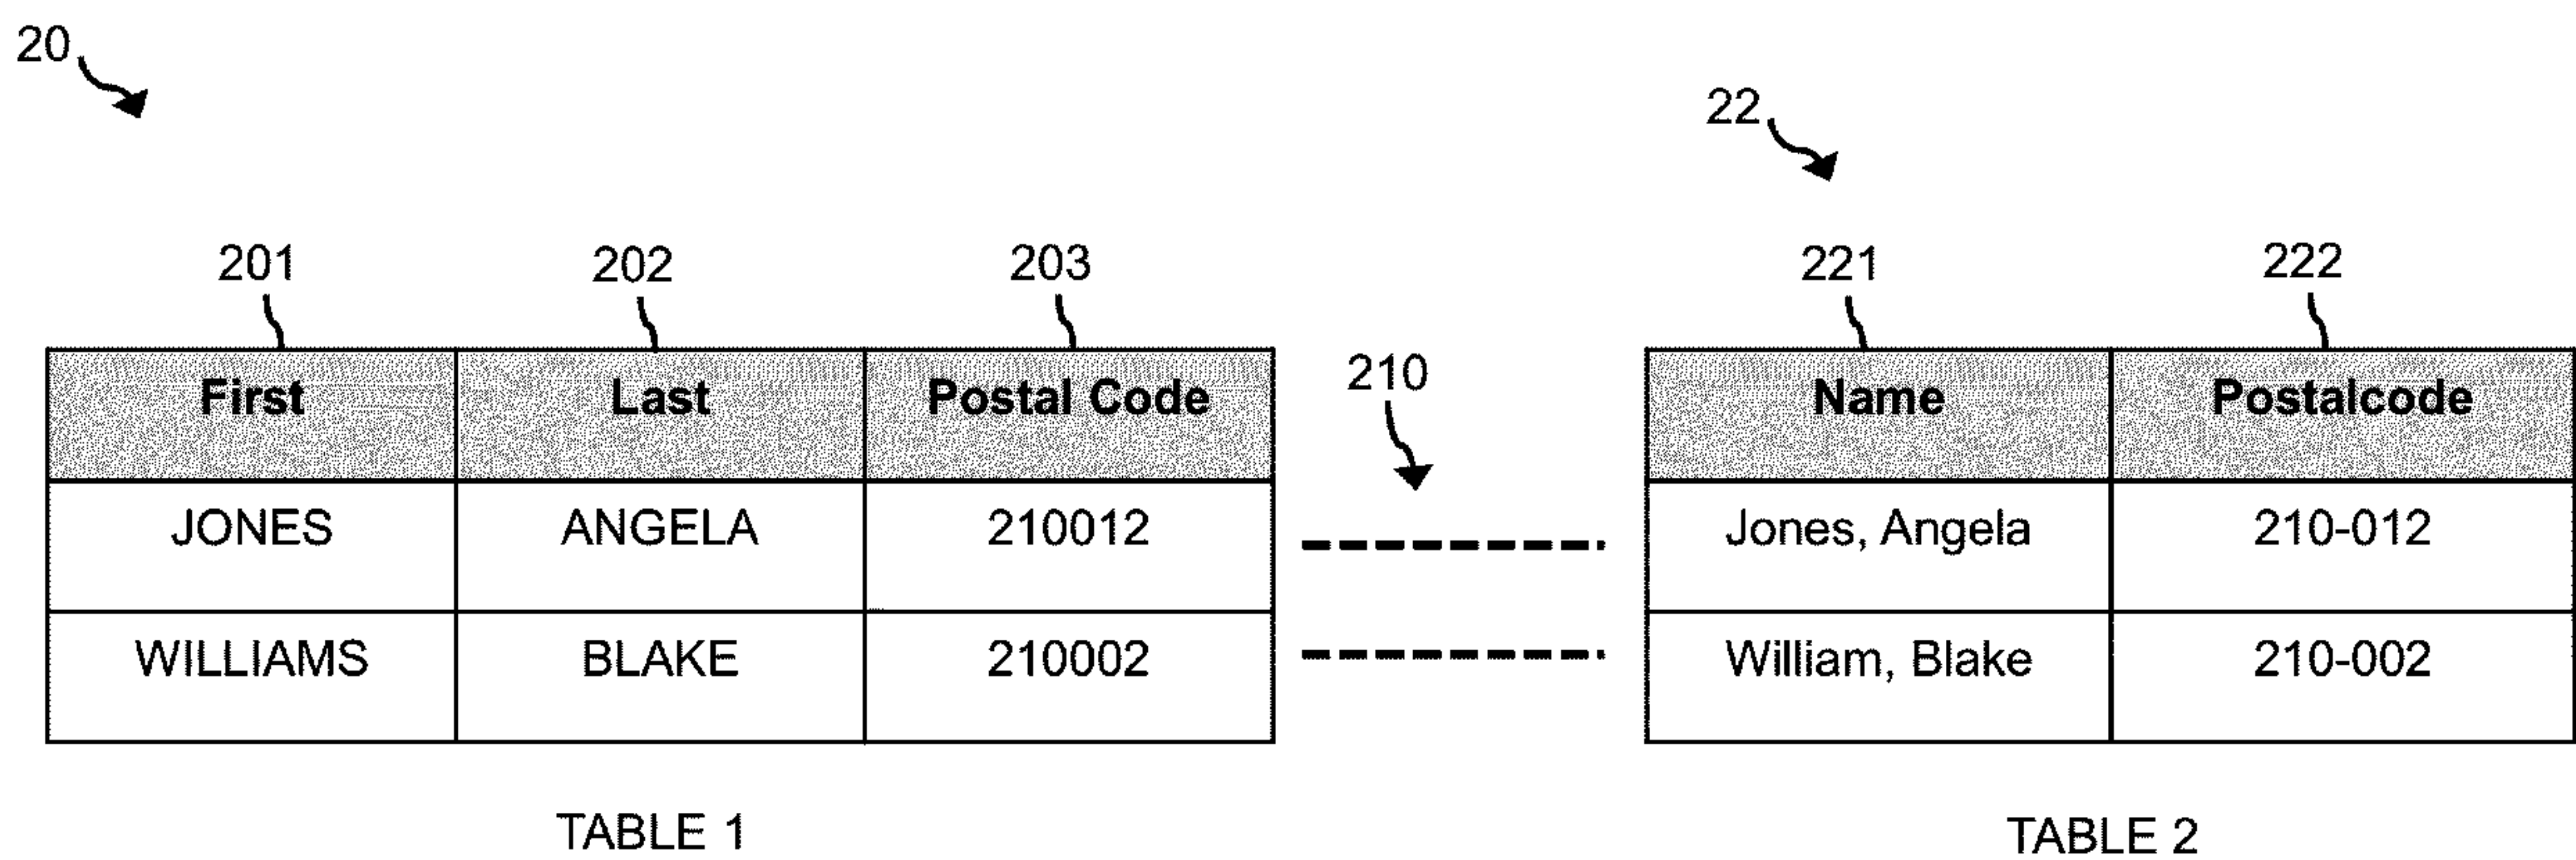 20
22
201 202 203 221 222
First Last Postal Code 210 Name Postalcode
JONES ANGELA 210012 Jones, Angela 210-012
WILLIAMS BLAKE 210002 William, Blake 210-002
TABLE 1 TABLE 2